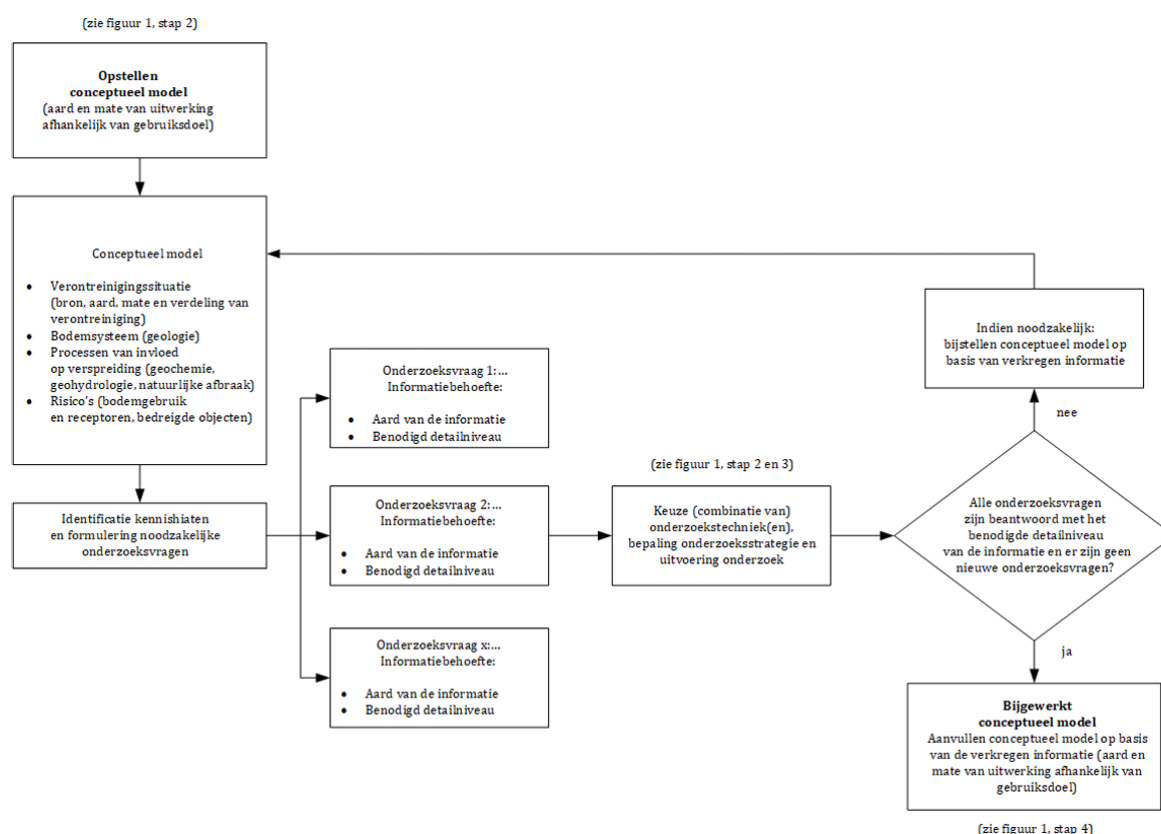 (zie figuur 1, stap 2)
Opstellen
conceptueel model
(aard en mate van uitwerking
afhankelijk van gebruiksdoel)
Conceptueel model
• Verontreinigingssituatie
(bron, aard, mate en verdeling van
verontreiniging)
• Bodemsysteem (geologie)
• Processen van invloed
op verspreiding (geochemie,
geohydrologie, natuurlijke afbraak)
• Risico's (bodemgebruik
en receptoren, bedreigde objecten)
Identificatie kennishiaten
en formulering noodzakelijke
onderzoeksvragen
Onderzoeksvraag 1:...
Informatiebehoefte:
• Aard van de informatie
• Benodigd detailniveau
Onderzoeksvraag 2:...
Informatiebehoefte:
• Aard van de informatie
• Benodigd detailniveau
Onderzoeksvraag x:...
Informatiebehoefte:
• Aard van de informatie
• Benodigd detailniveau
(zie figuur 1, stap 2 en 3)
Keuze (combinatie van)
onderzoekstechniek(en),
bepaling onderzoeksstrategie en
uitvoering onderzoek
Indien noodzakelijk:
bijstellen conceptueel model op
basis van verkregen informatie
nee
Alle onderzoeksvragen
zijn beantwoord met het
benodigde detailniveau
van de informatie en er zijn geen
nieuwe onderzoeksvragen?
ja
Bijgewerkt
conceptueel model
Aanvullen conceptueel model op basis
van de verkregen informatie (aard en
mate van uitwerking afhankelijk van
gebruiksdoel)
(zie figuur 1, stap 4)